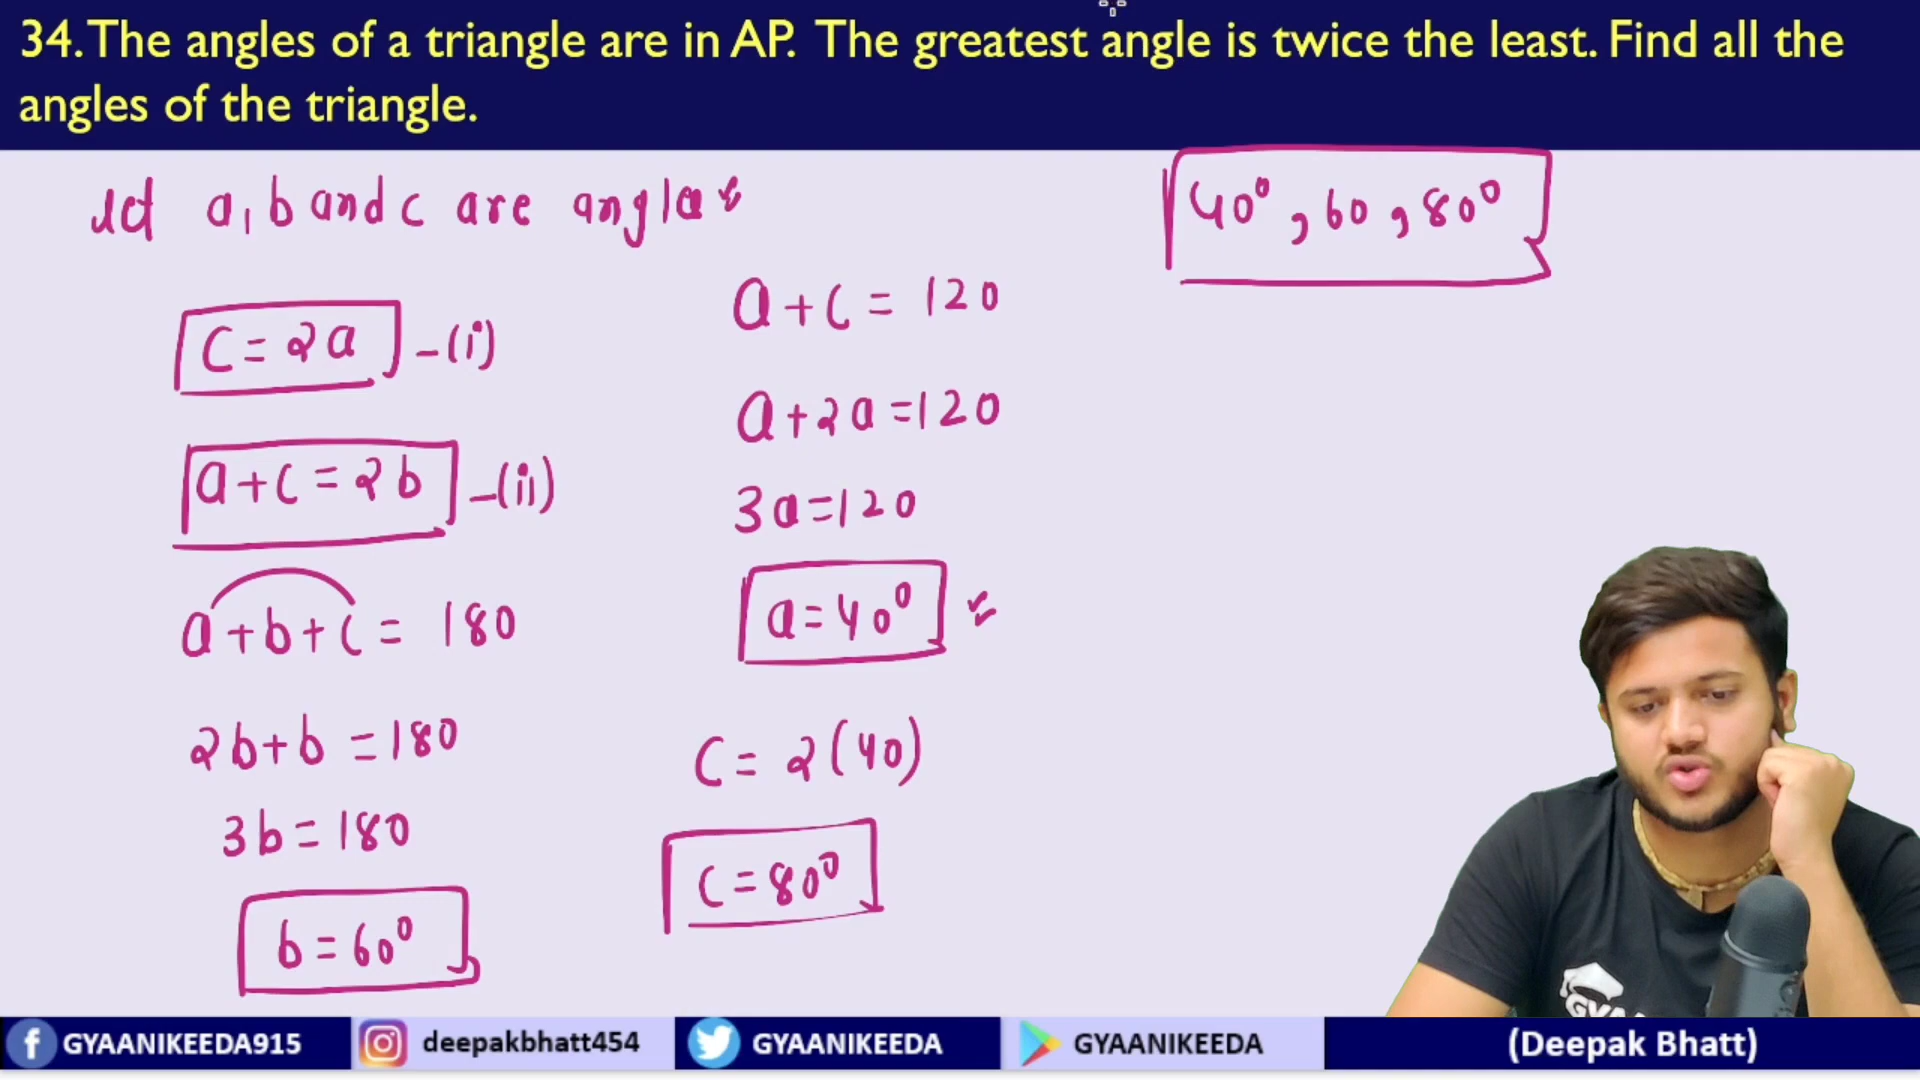 34. The angles of a triangle are in AP. The greatest angle is twice the least. Find all the
angles of the triangle.
let a, b and c are angles
c = 2a -(i)
a + c = 2b -(ii)
a + b + c = 180
2b + b = 180
3b = 180
b = 60°
a + c = 120
a + 2a = 120
3a = 120
a = 40°
c = 2(40)
c = 80°
40°, 60, 80°
GYAANIKEEDA915
deepakbhatt454
GYAANIKEEDA
GYAANIKEEDA
(Deepak Bhatt)